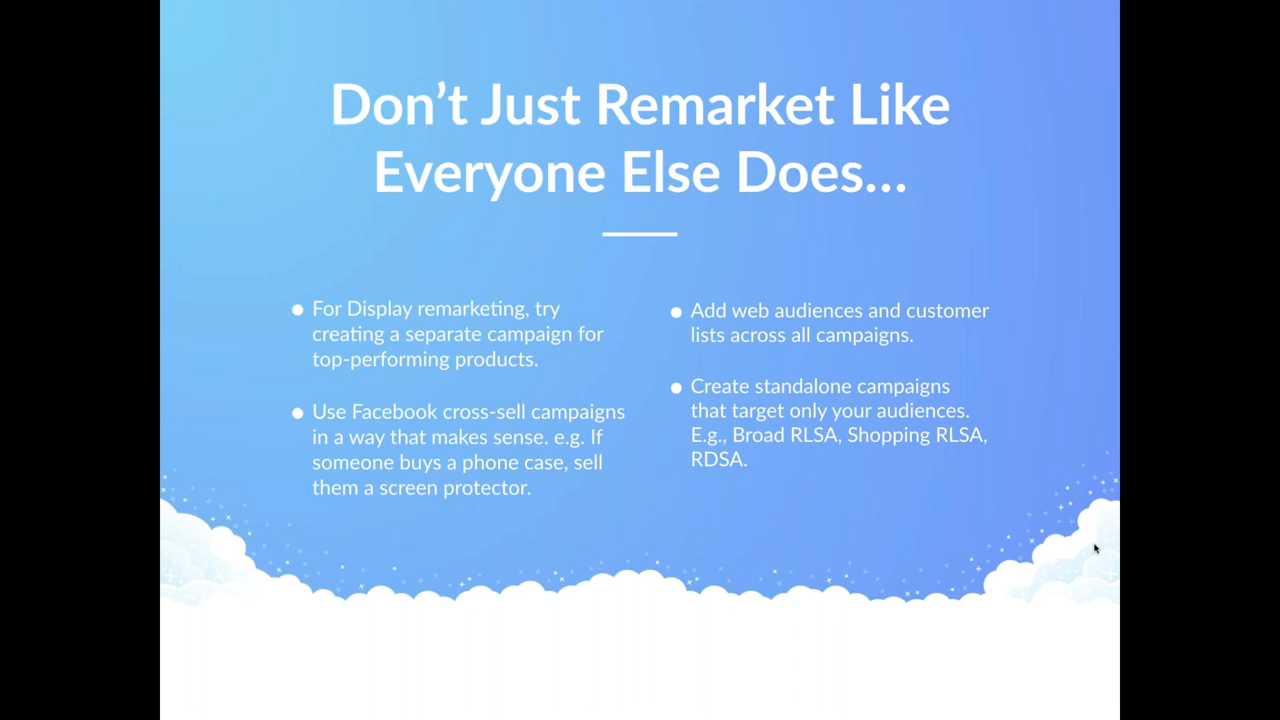 Don’t Just Remarket Like
Everyone Else Does...
● For Display remarketing, try
creating a separate campaign for
top-performing products.
● Use Facebook cross-sell campaigns
in a way that makes sense. e.g. If
someone buys a phone case, sell
them a screen protector.
● Add web audiences and customer
lists across all campaigns.
● Create standalone campaigns
that target only your audiences.
E.g., Broad RLSA, Shopping RLSA,
RDSA.